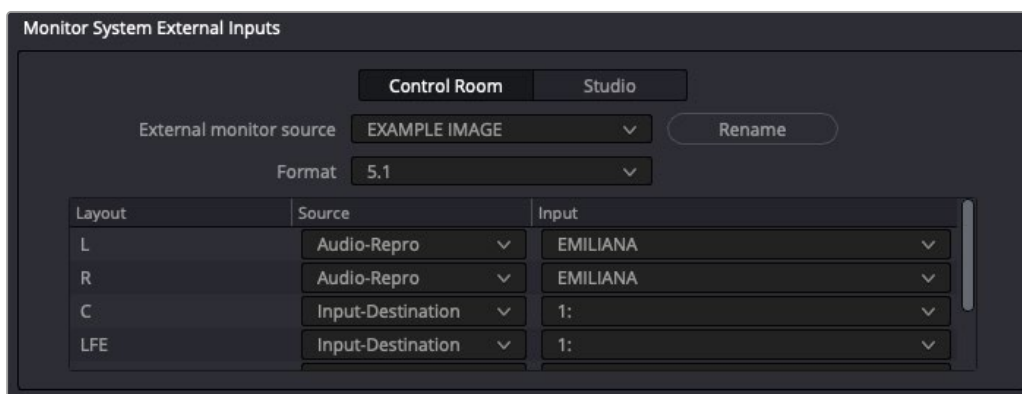 Monitor System External Inputs
Control Room Studio
External monitor source EXAMPLE IMAGE Rename
Format 5.1
Layout Source Input
L Audio-Repro EMILIANA
R Audio-Repro EMILIANA
C Input-Destination 1:
LFE Input-Destination 1: